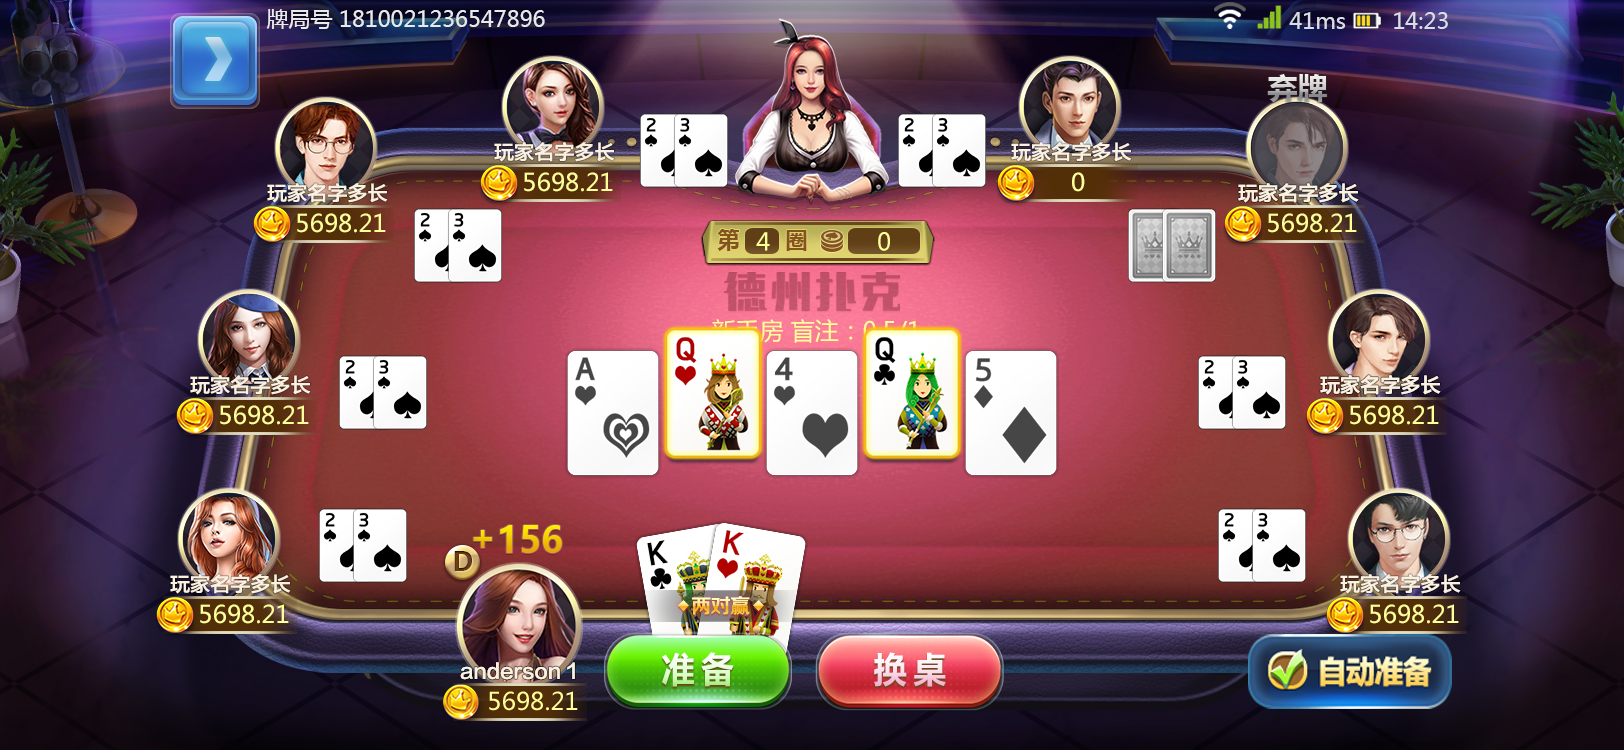 牌局号 1810021236547896
41ms 14:23
弃牌
玩家名字多长
5698.21
2 3
2 3
玩家名字多长
0
玩家名字多长
5698.21
玩家名字多长
5698.21
2 3
第 4 圈 0
德州扑克
新手房 盲注：0.5/1
玩家名字多长
5698.21
2 3
A Q 4 Q 5
2 3
玩家名字多长
5698.21
玩家名字多长
5698.21
2 3
+156
D
K K
两对赢
2 3
玩家名字多长
5698.21
anderson 1
5698.21
准备
换桌
自动准备